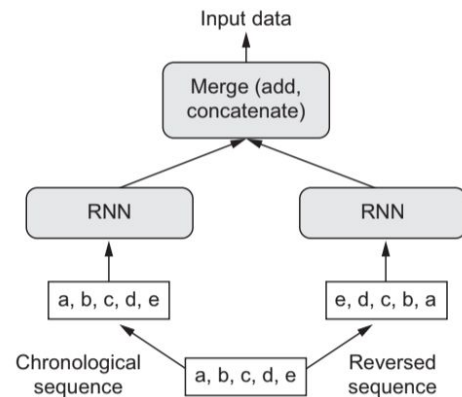 Input data
Merge (add,
concatenate)
RNN
RNN
a, b, c, d, e
e, d, c, b, a
Chronological
sequence
a, b, c, d, e
Reversed
sequence